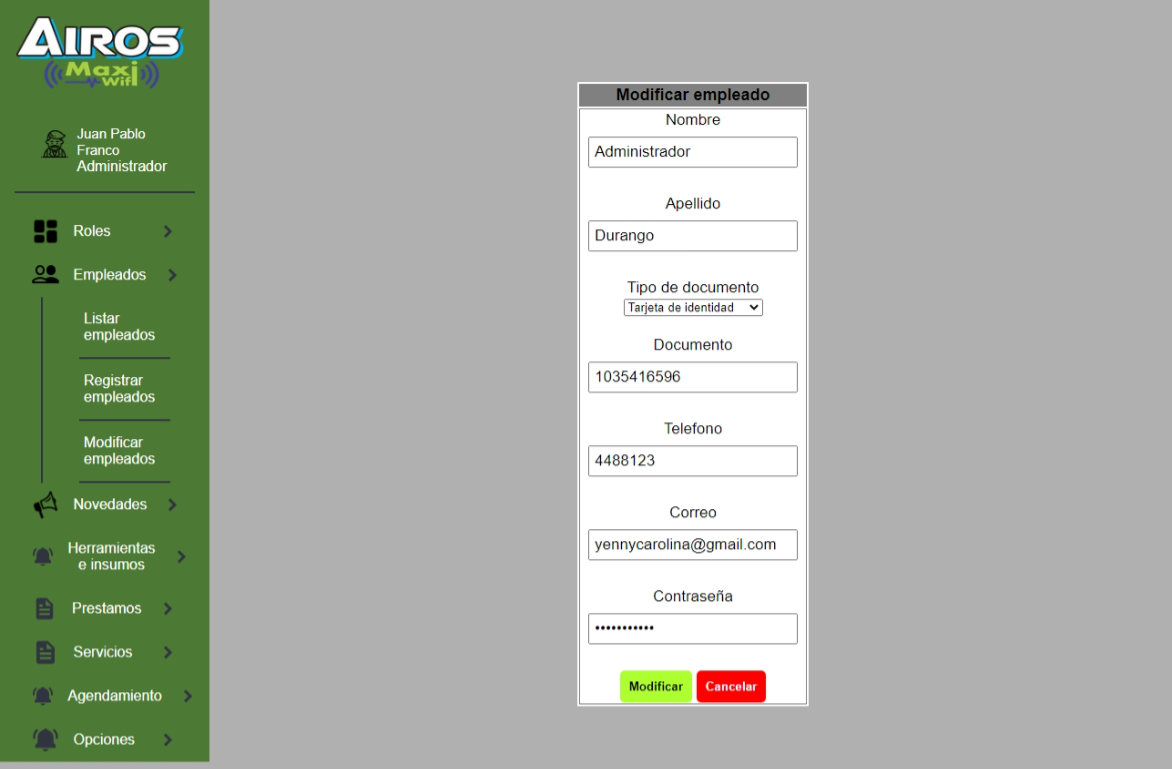 AIROS
Maxi
Wifi
Juan Pablo
Franco
Administrador
Roles
Empleados
Listar
empleados
Registrar
empleados
Modificar
empleados
Novedades
Herramientas
e insumos
Prestamos
Servicios
Agendamiento
Opciones
Modificar empleado
Nombre
Administrador
Apellido
Durango
Tipo de documento
Tarjeta de identidad
Documento
1035416596
Telefono
4488123
Correo
yennycarolina@gmail.com
Contraseña
•••••••••••
Modificar Cancelar